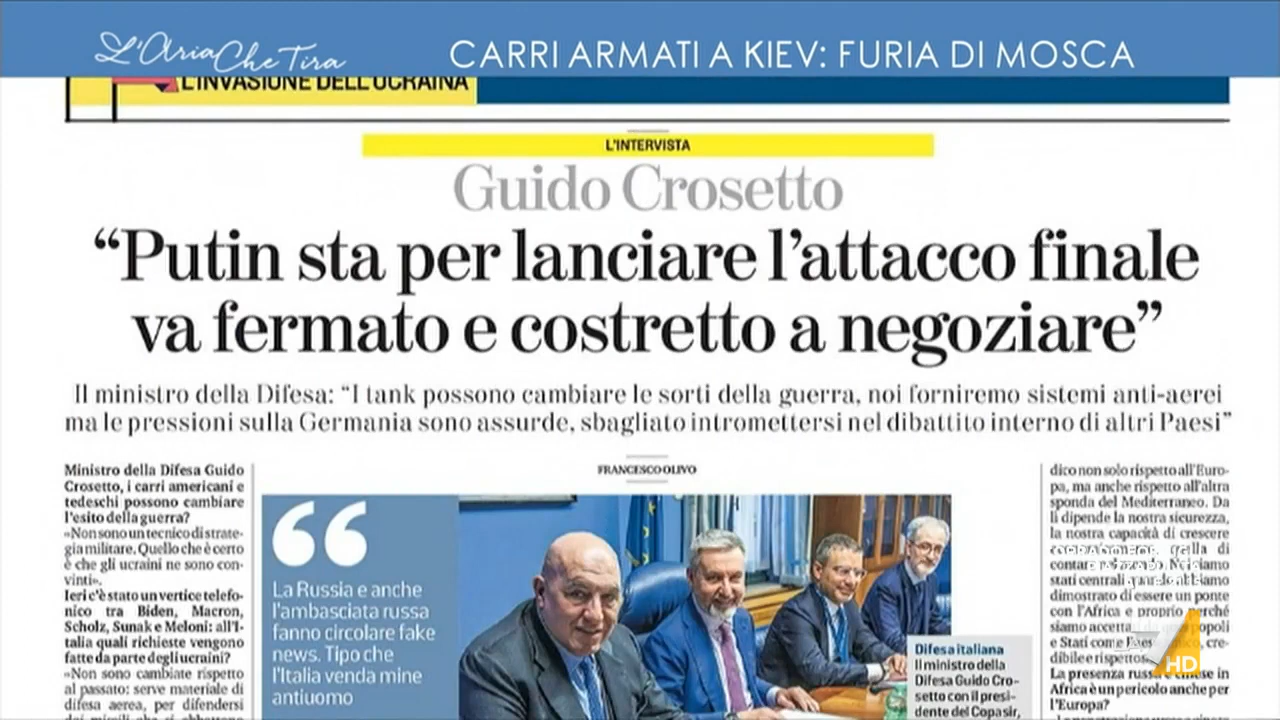 L'Aria Che Tira
CARRI ARMATI A KIEV: FURIA DI MOSCA
L'INVASIONE DELL'UCRAINA
L'INTERVISTA
Guido Crosetto
“Putin sta per lanciare l’attacco finale
va fermato e costretto a negoziare”
Il ministro della Difesa: “I tank possono cambiare le sorti della guerra, noi forniremo sistemi anti-aerei
ma le pressioni sulla Germania sono assurde, sbagliato intromettersi nel dibattito interno di altri Paesi”
FRANCESCO OLIVO
Ministro della Difesa Guido
Crosetto, i carri americani e
tedeschi possono cambiare
l'esito della guerra?
«Non sono un tecnico di strate-
gia militare. Quello che è certo
è che gli ucraini ne sono con-
vinti».
Ieri c'è stato un vertice telefo-
nico tra Biden, Macron,
Scholz, Sunak e Meloni: all'I-
talia quali richieste vengono
fatte da parte degli ucraini?
«Non sono cambiate rispetto
al passato: serve materiale di
difesa aerea, per difendersi
“
La Russia e anche
l'ambasciata russa
fanno circolare fake
news. Tipo che
l'Italia venda mine
antiuomo
Difesa italiana
Il ministro della
Difesa Guido Cro-
setto con il presi-
dente del Copasir,
dico non solo rispetto all'Euro-
pa, ma anche rispetto all'altra
sponda del Mediterraneo. Da
lì dipende la nostra sicurezza,
la nostra capacità di crescere
di
stati centrali
dimostrato di essere un ponte
con l'Africa e proprio perché
siamo accettati popoli
e Stati come cre-
dibile e rispettos
La presenza russa in
Africa è un pericolo anche per
l'Europa?
HD